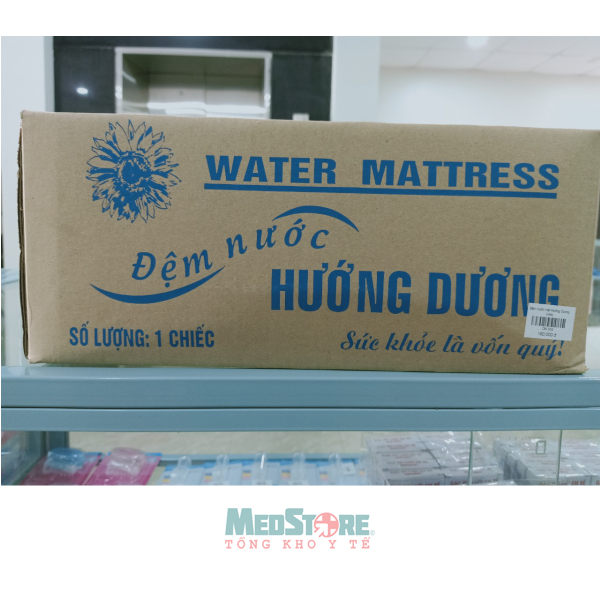 WATER MATTRESS
Đệm nước
HƯỚNG DƯƠNG
SỐ LƯỢNG: 1 CHIẾC
Sức khỏe là vốn quý!
MEDSTORE
TỔNG KHO Y TẾ